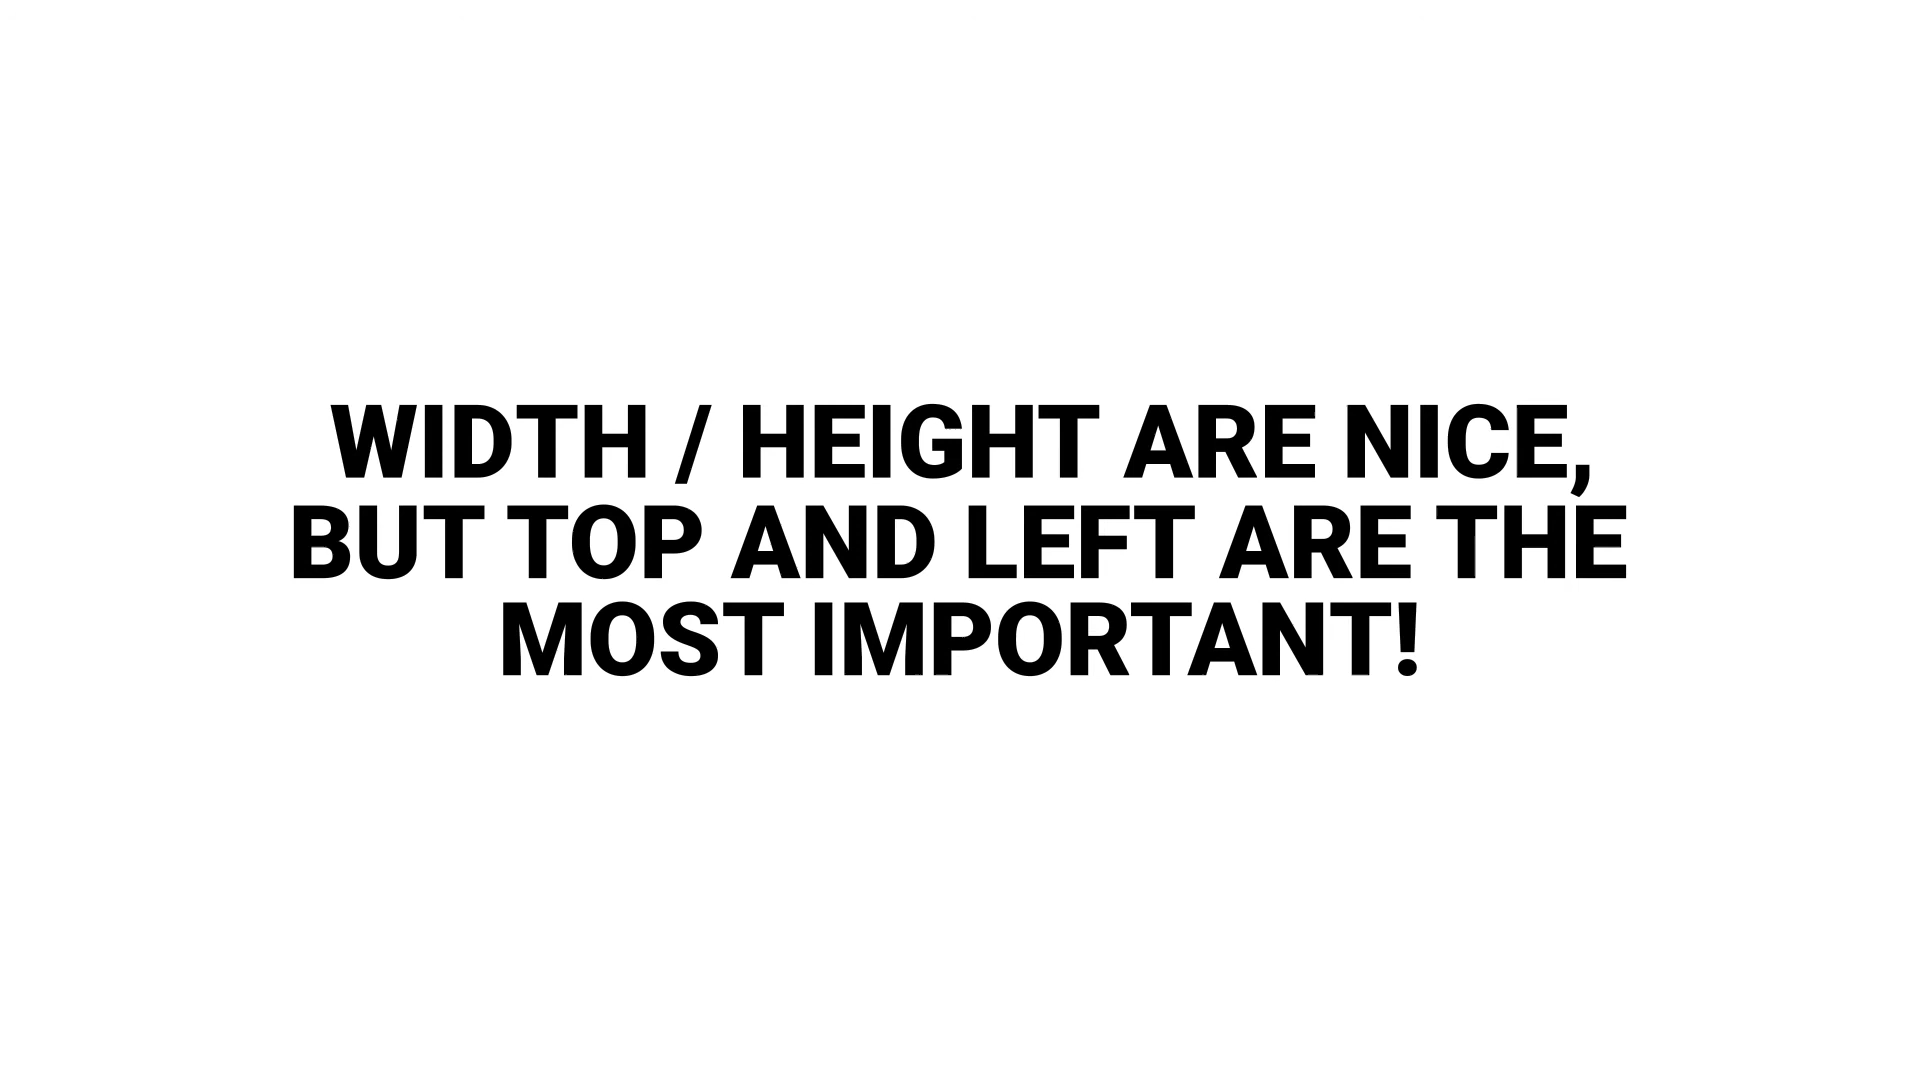 WIDTH / HEIGHT ARE NICE,
BUT TOP AND LEFT ARE THE
MOST IMPORTANT!